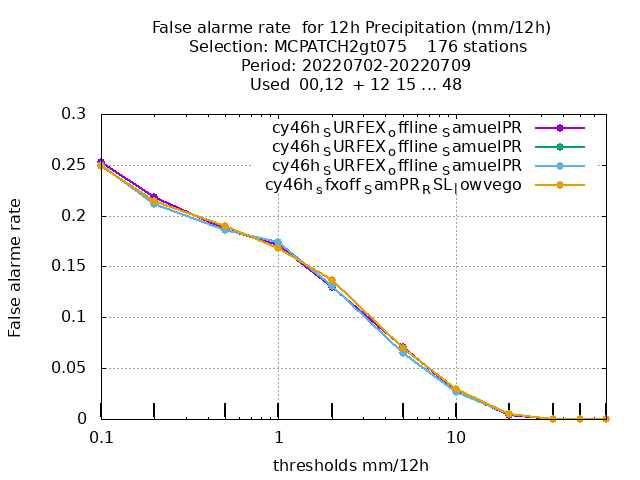 False alarme rate  for 12h Precipitation (mm/12h)
Selection: MCPATCH2gt075    176 stations
Period: 20220702-20220709
Used  00,12  + 12 15 ... 48
cy46h_SURFEX_offline_SamuelPR
cy46h_SURFEX_offline_SamuelPR
cy46h_SURFEX_offline_SamuelPR
cy46h_sfxoff_SamPR_RSL_lowvego
0.3
0.25
0.2
0.15
0.1
0.05
0
False alarme rate
0.1
1
10
thresholds mm/12h